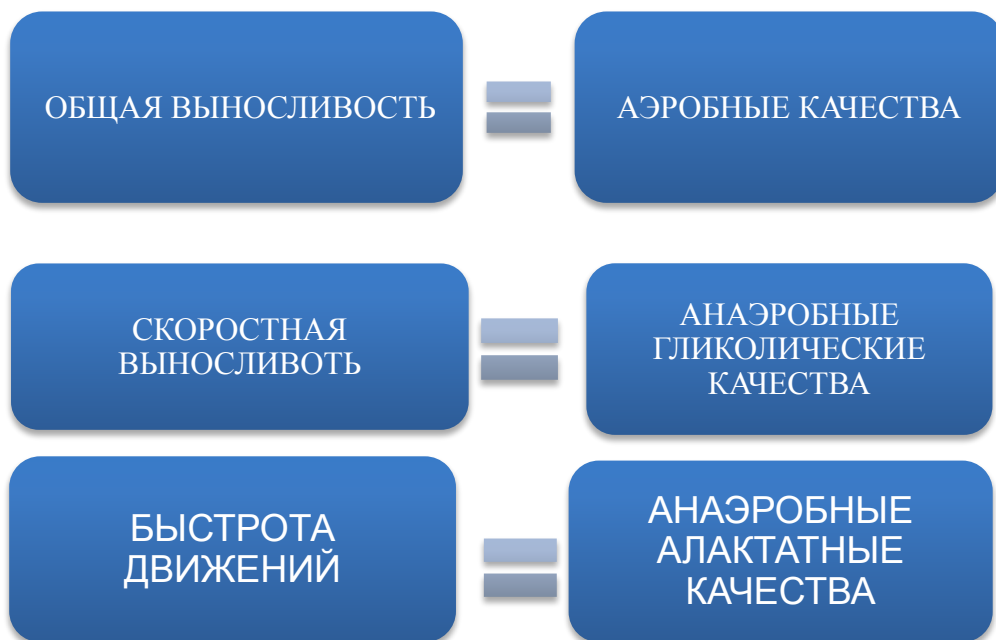 ОБЩАЯ ВЫНОСЛИВОСТЬ
АЭРОБНЫЕ КАЧЕСТВА
СКОРОСТНАЯ
ВЫНОСЛИВОТЬ
АНАЭРОБНЫЕ
ГЛИКОЛИЧЕСКИЕ
КАЧЕСТВА
БЫСТРОТА
ДВИЖЕНИЙ
АНАЭРОБНЫЕ
АЛАКТАТНЫЕ
КАЧЕСТВА